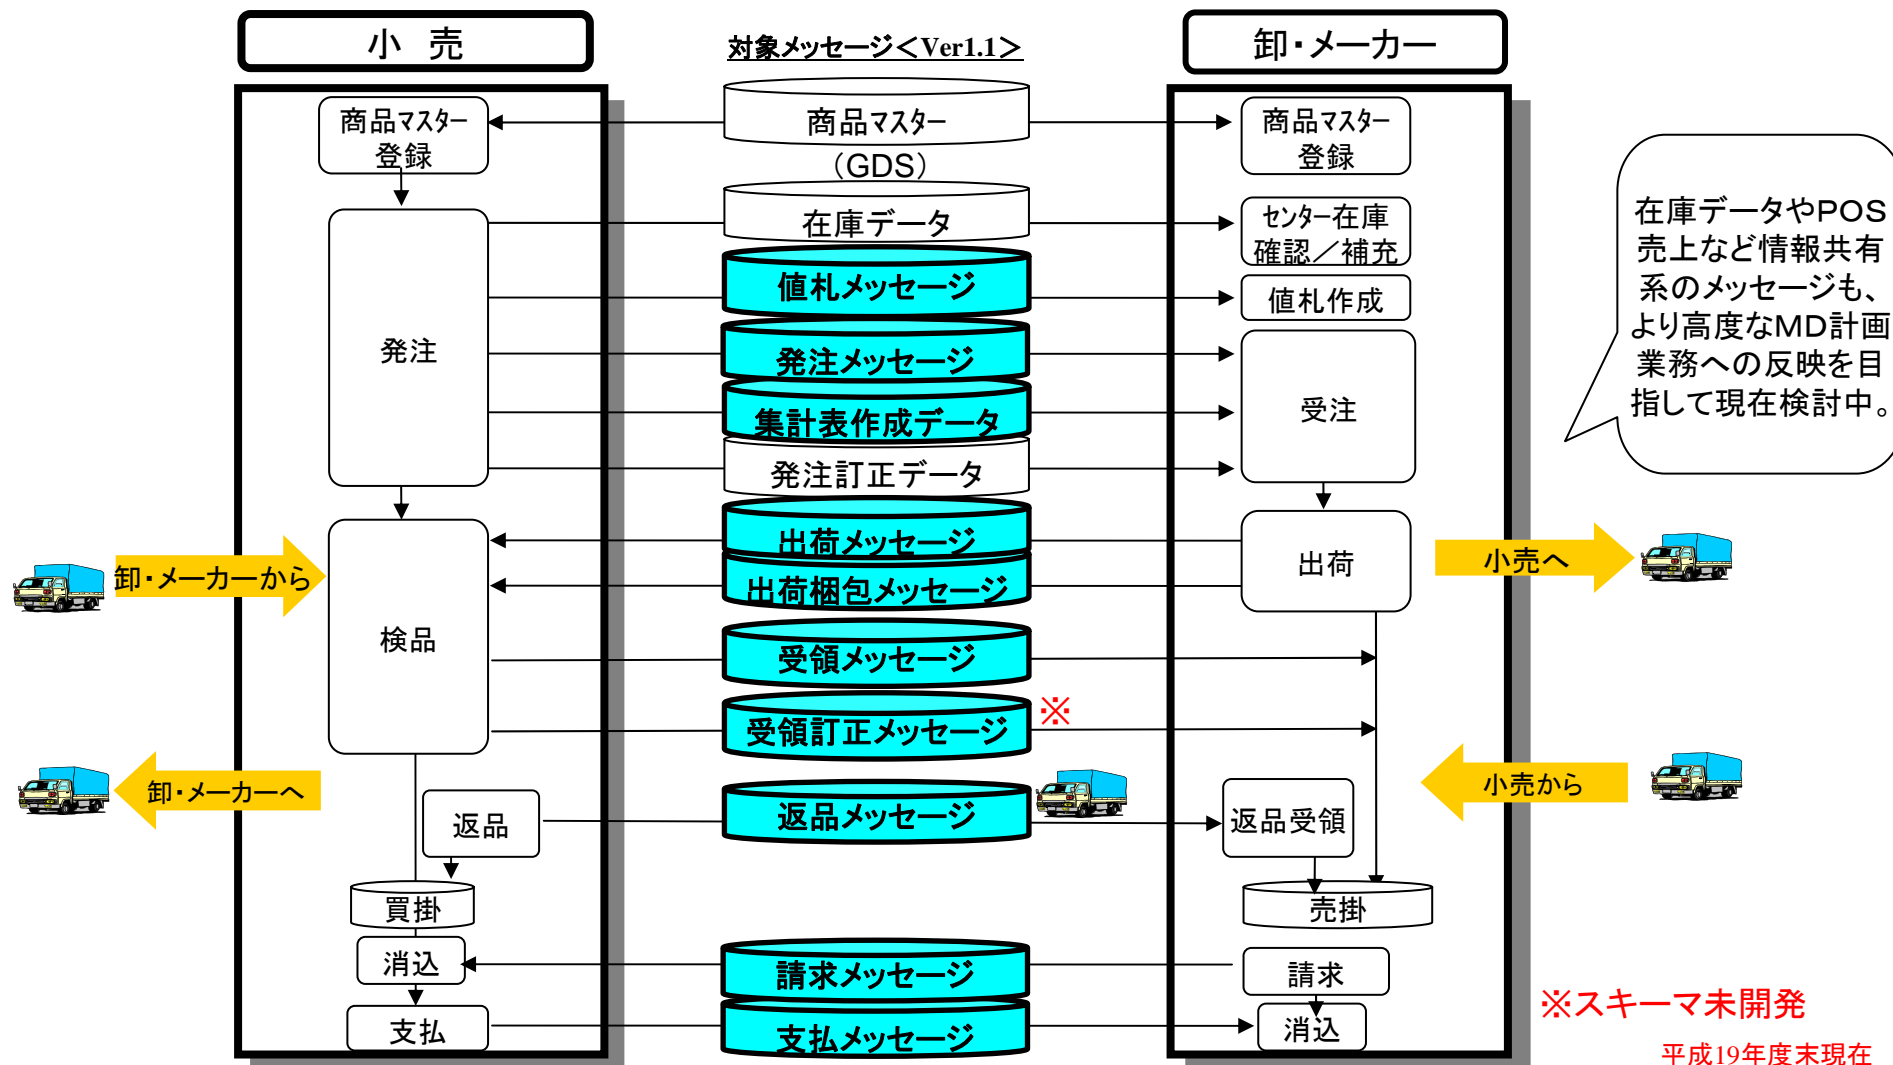 小 売
対象メッセージ＜Ver1.1＞
卸・メーカー
商品マスター
登録
商品マスター
（GDS）
商品マスター
登録
在庫データ
センター在庫
確認／補充
値札メッセージ
値札作成
発注
発注メッセージ
受注
集計表作成データ
発注訂正データ
在庫データやPOS
売上など情報共有
系のメッセージも、
より高度なMD計画
業務への反映を目
指して現在検討中。
出荷メッセージ
出荷
出荷梱包メッセージ
卸・メーカーから
小売へ
検品
受領メッセージ
受領訂正メッセージ
※
卸・メーカーへ
小売から
返品
返品メッセージ
返品受領
買掛
売掛
消込
請求メッセージ
請求
支払
支払メッセージ
消込
※スキーマ未開発
平成19年度末現在